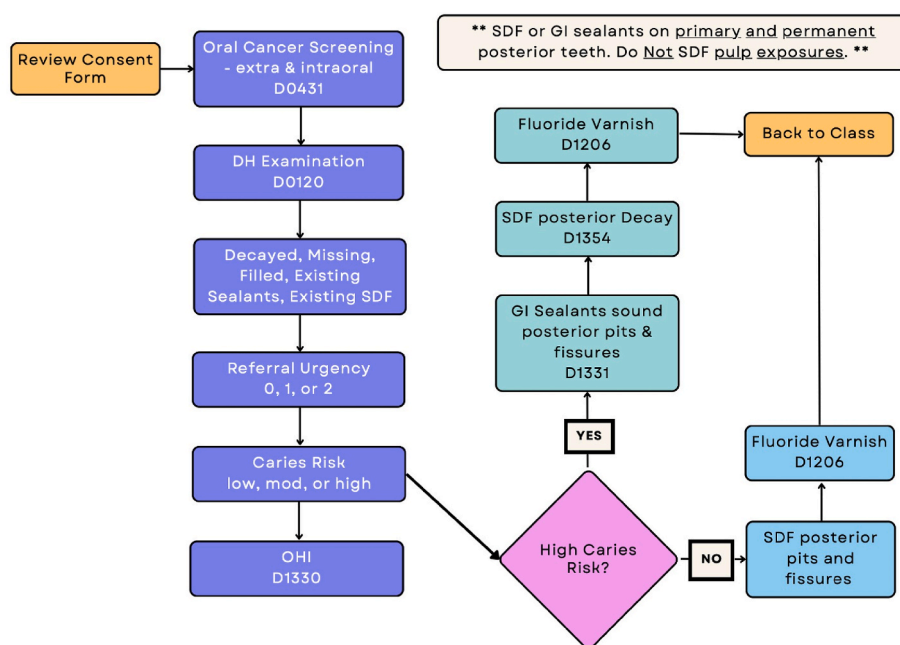 Review Consent
Form
Oral Cancer Screening
- extra & intraoral
D0431
DH Examination
D0120
Decayed, Missing,
Filled, Existing
Sealants, Existing SDF
Referral Urgency
0, 1, or 2
Caries Risk
low, mod, or high
OHI
D1330
** SDF or GI sealants on primary and permanent
posterior teeth. Do Not SDF pulp exposures. **
High Caries
Risk?
YES
GI Sealants sound
posterior pits &
fissures
D1331
SDF posterior Decay
D1354
Fluoride Varnish
D1206
NO
SDF posterior
pits and
fissures
Fluoride Varnish
D1206
Back to Class